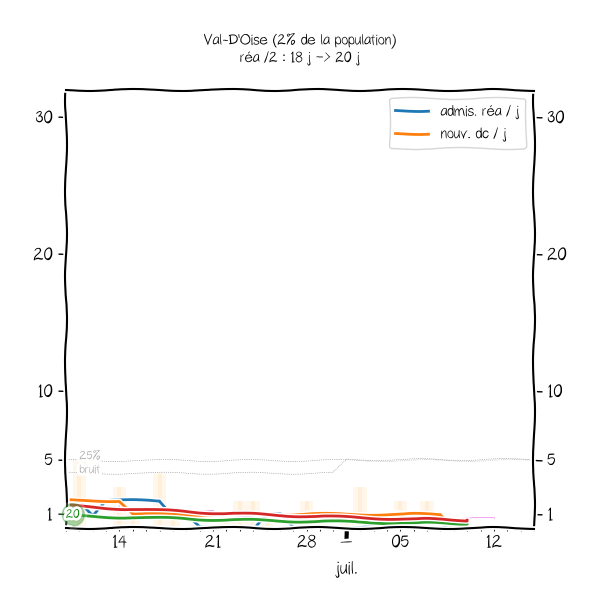 Val-D'Oise (2% de la population)
réa /2 : 18 j -> 20 j
admis. réa / j
nouv. dc / j
30
30
20
20
10
10
5
25%
bruit
5
1
20
1
14
21
28
05
12
juil.